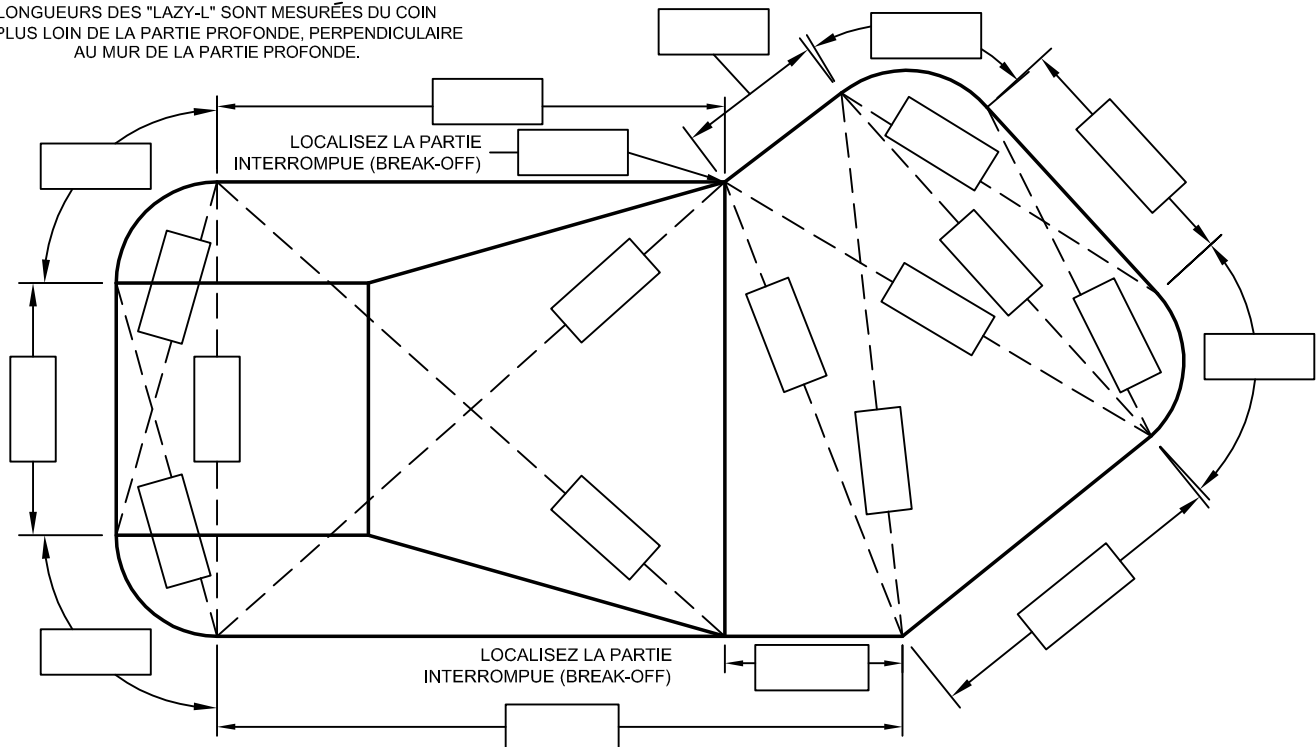 LONGUEURS DES "LAZY-L" SONT MESURÉES DU COIN
PLUS LOIN DE LA PARTIE PROFONDE, PERPENDICULAIRE
AU MUR DE LA PARTIE PROFONDE.
LOCALISEZ LA PARTIE
INTERROMPUE (BREAK-OFF)
LOCALISEZ LA PARTIE
INTERROMPUE (BREAK-OFF)